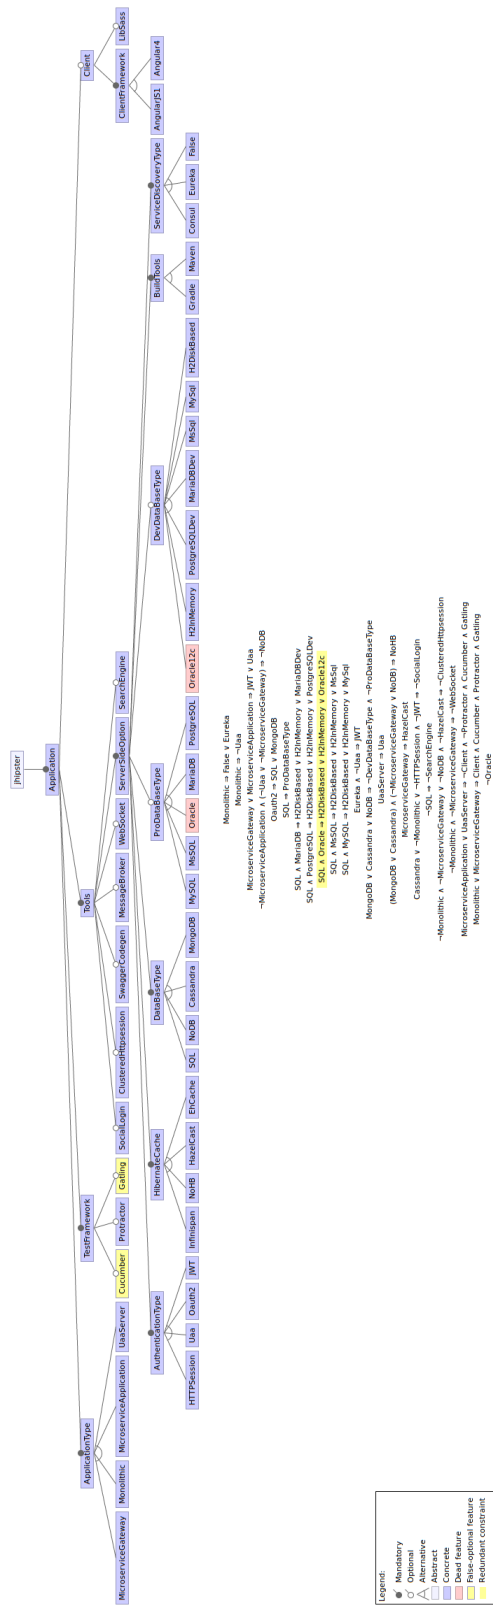 jhipster
Application
ApplicationType
TestFramework
Tools
Client
MicroserviceGateway
Monolithic
MicroserviceApplication
UaaServer
Cucumber
Protractor
Gatling
SocialLogin
ClusteredHttpsession
SwaggerCodegen
MessageBroker
WebSocket
ServerSideOption
SearchEngine
ClientFramework
LibSass
AuthenticationType
HibernateCache
DataBaseType
ProDataBaseType
DevDataBaseType
BuildTools
ServiceDiscoveryType
AngularJS1
Angular4
HTTPSession
Uaa
Oauth2
JWT
Infinispan
NoHB
HazelCast
EhCache
SQL
NoDB
Cassandra
MongoDB
MySQL
MsSQL
Oracle
MariaDB
PostgreSQL
Oracle12c
H2InMemory
PostgreSQLDev
MariaDBDev
MsSql
MySql
H2DiskBased
Gradle
Maven
Consul
Eureka
False
Monolithic ⇒ False ∨ Eureka
Monolithic ⇒ ¬Uaa
MicroserviceGateway ∨ MicroserviceApplication ⇒ JWT ∨ Uaa
¬MicroserviceApplication ∧ (¬Uaa ∨ ¬MicroserviceGateway) ⇒ ¬NoDB
Oauth2 ⇒ SQL ∨ MongoDB
SQL ⇒ ProDataBaseType
SQL ∧ MariaDB ⇒ H2DiskBased ∨ H2InMemory ∨ MariaDBDev
SQL ∧ PostgreSQL ⇒ H2DiskBased ∨ H2InMemory ∨ PostgreSQLDev
SQL ∧ Oracle ⇒ H2DiskBased ∨ H2InMemory ∨ Oracle12c
SQL ∧ MsSQL ⇒ H2DiskBased ∨ H2InMemory ∨ MsSql
SQL ∧ MySQL ⇒ H2DiskBased ∨ H2InMemory ∨ MySql
Eureka ∧ ¬Uaa ⇒ JWT
MongoDB ∨ Cassandra ∨ NoDB ⇒ ¬DevDataBaseType ∧ ¬ProDataBaseType
UaaServer ⇒ Uaa
(MongoDB ∨ Cassandra) ∧ (¬MicroserviceGateway ∨ NoDB) ⇒ NoHB
MicroserviceGateway ⇒ HazelCast
Cassandra ∨ ¬Monolithic ∨ ¬HTTPSession ∧ ¬JWT ⇒ ¬SocialLogin
¬SQL ⇒ ¬SearchEngine
¬Monolithic ∧ ¬MicroserviceGateway ∨ ¬NoDB ∧ ¬HazelCast ⇒ ¬ClusteredHttpsession
¬Monolithic ∧ ¬MicroserviceGateway ⇒ ¬WebSocket
MicroserviceApplication ∨ UaaServer ⇒ ¬Client ∧ ¬Protractor ∧ Cucumber ∧ Gatling
Monolithic ∨ MicroserviceGateway ⇒ Client ∧ Cucumber ∧ Protractor ∧ Gatling
¬Oracle
Legend:
Mandatory
Optional
Alternative
Abstract
Concrete
Dead feature
False-optional feature
Redundant constraint